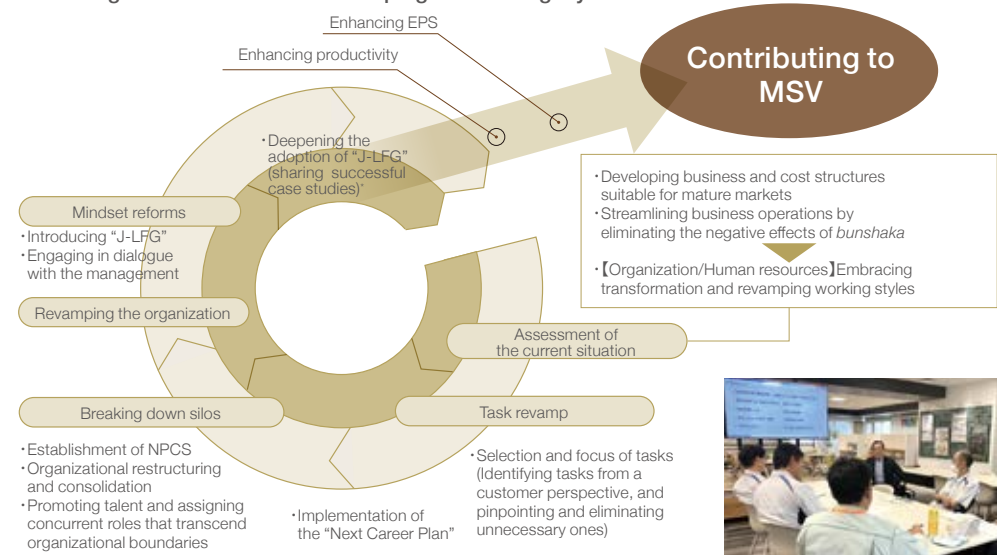 Enhancing EPS
Enhancing productivity
Contributing to
MSV
・Deepening the
adoption of “J-LFG”
(sharing successful
case studies)*
・Developing business and cost structures
suitable for mature markets
・Streamlining business operations by
eliminating the negative effects of bunshaka
・【Organization/Human resources】Embracing
transformation and revamping working styles
Mindset reforms
・Introducing “J-LFG”
・Engaging in dialogue
with the management
Revamping the organization
Assessment of
the current situation
Breaking down silos
・Establishment of NPCS
・Organizational restructuring
and consolidation
・Promoting talent and assigning
concurrent roles that transcend
organizational boundaries
・Implementation of
the “Next Career Plan”
Task revamp
・Selection and focus of tasks
(Identifying tasks from a
customer perspective, and
pinpointing and eliminating
unnecessary ones)